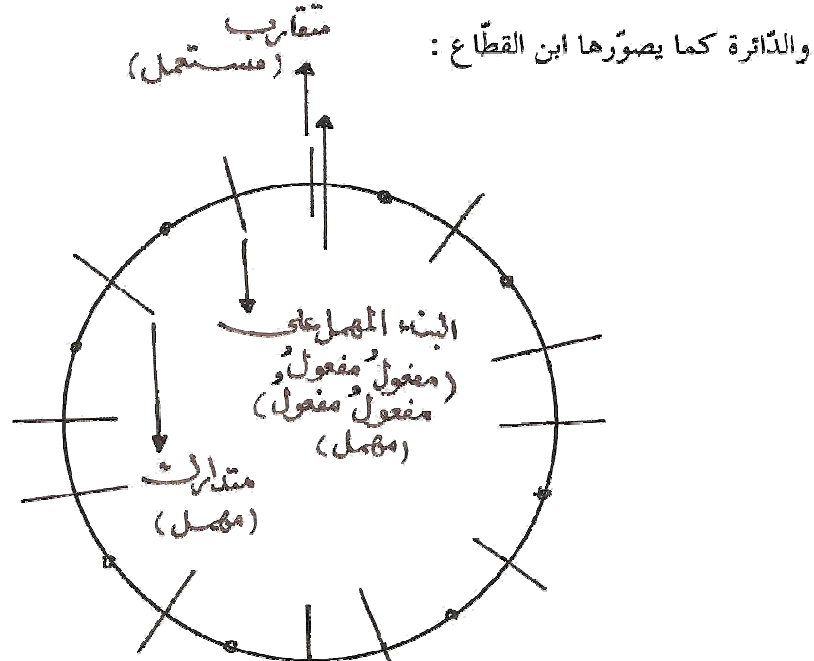 والدّائرة كما يصوّرها ابن القطّاع :
متقارب
(مستعمل)
البناء المهمل على
(مفعولُ مفعولُ
مفعولُ مفعولُ)
(مهمل)
متدارك
(مهمل)